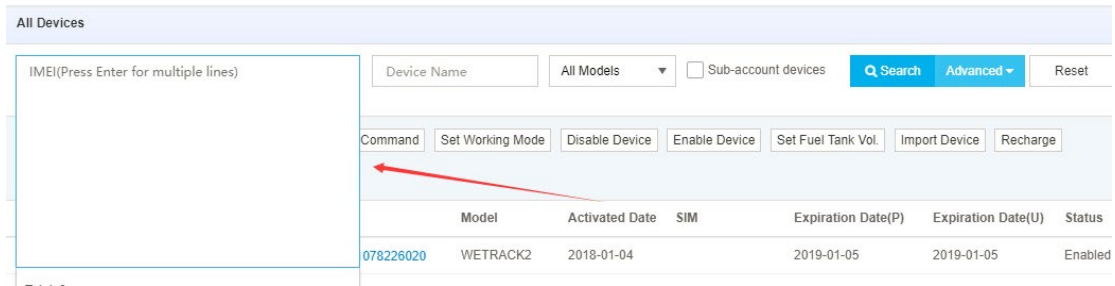 All Devices
IMEI(Press Enter for multiple lines) Device Name All Models Sub-account devices Search Advanced Reset
Command Set Working Mode Disable Device Enable Device Set Fuel Tank Vol. Import Device Recharge
Model Activated Date SIM Expiration Date(P) Expiration Date(U) Status
078226020 WETRACK2 2018-01-04 2019-01-05 2019-01-05 Enabled